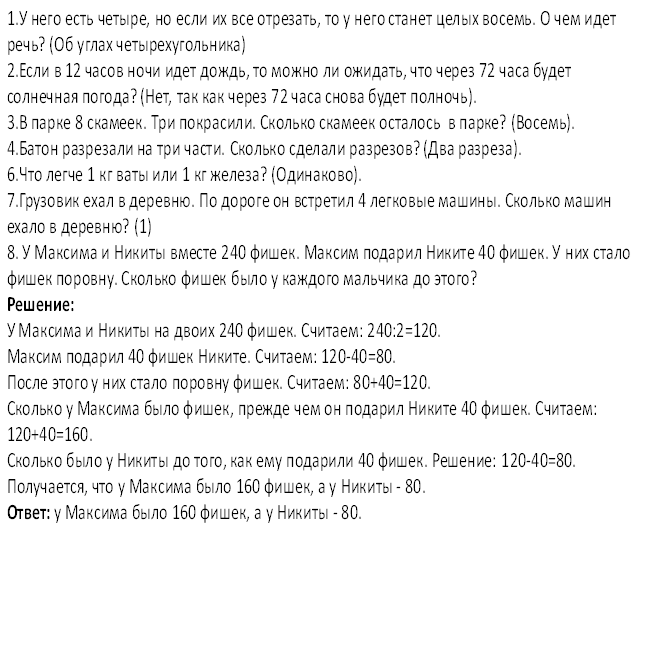 1.У него есть четыре, но если их все отрезать, то у него станет целых восемь. О чем идет
речь? (Об углах четырехугольника)
2.Если в 12 часов ночи идет дождь, то можно ли ожидать, что через 72 часа будет
солнечная погода? (Нет, так как через 72 часа снова будет полночь).
3.В парке 8 скамеек. Три покрасили. Сколько скамеек осталось в парке? (Восемь).
4.Батон разрезали на три части. Сколько сделали разрезов? (Два разреза).
6.Что легче 1 кг ваты или 1 кг железа? (Одинаково).
7.Грузовик ехал в деревню. По дороге он встретил 4 легковые машины. Сколько машин
ехало в деревню? (1)
8. У Максима и Никиты вместе 240 фишек. Максим подарил Никите 40 фишек. У них стало
фишек поровну. Сколько фишек было у каждого мальчика до этого?
Решение:
У Максима и Никиты на двоих 240 фишек. Считаем: 240:2=120.
Максим подарил 40 фишек Никите. Считаем: 120-40=80.
После этого у них стало поровну фишек. Считаем: 80+40=120.
Сколько у Максима было фишек, прежде чем он подарил Никите 40 фишек. Считаем:
120+40=160.
Сколько было у Никиты до того, как ему подарили 40 фишек. Решение: 120-40=80.
Получается, что у Максима было 160 фишек, а у Никиты - 80.
Ответ: у Максима было 160 фишек, а у Никиты - 80.